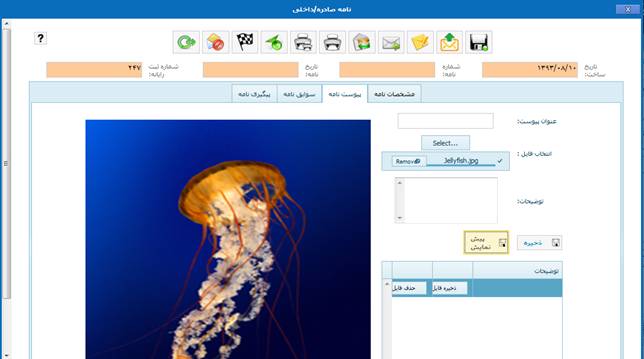 نامه صادره/داخلی
X
?
تاریخ ساخت:
۱۳۹۳/۰۸/۱۰
شماره نامه:
تاریخ نامه:
شماره ثبت رایانه:
۲۴۷
مشخصات نامه
پیوست نامه
سوابق نامه
پیگیری نامه
عنوان پیوست:
Select...
انتخاب فایل :
Jellyfish.jpg
Remove
توضیحات:
ذخیره
پیش نمایش
توضیحات
ذخیره فایل
حذف فایل